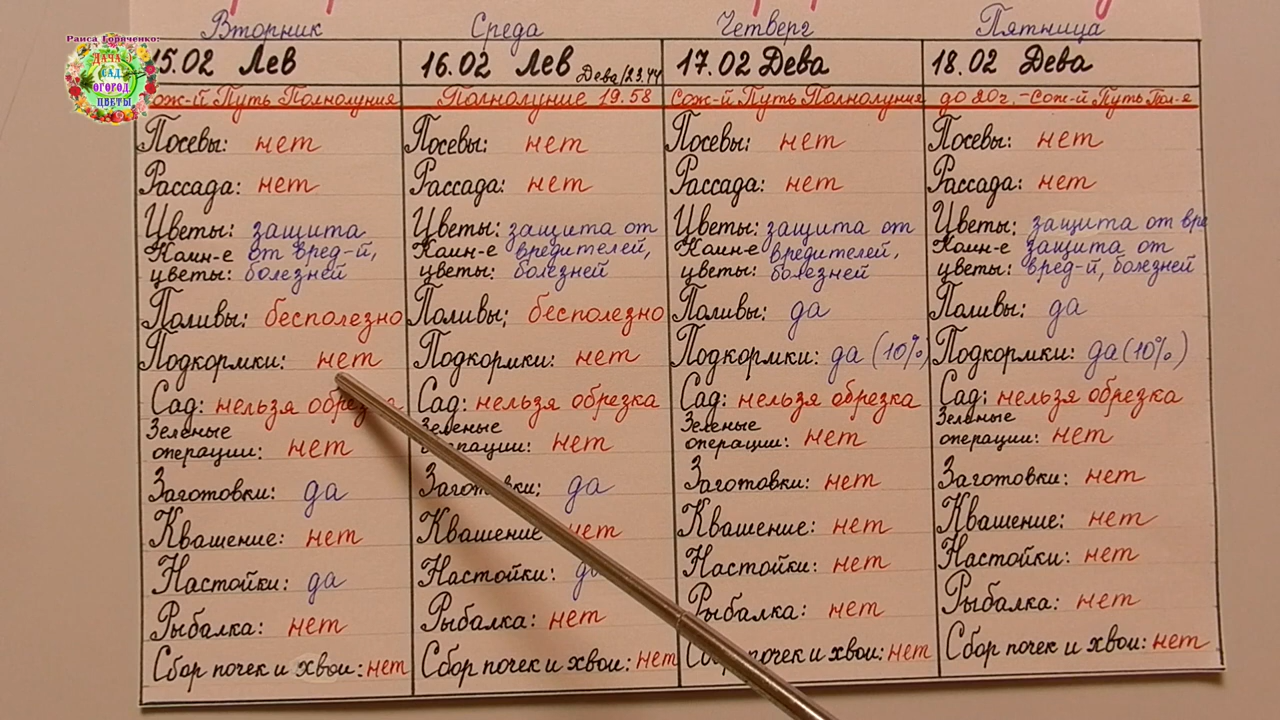 Раиса Горяченко:
ДАЧА
САД
ОГОРОД
ЦВЕТЫ
Вторник
15.02 Лев
Сож-й Путь Полнолуния
Посевы: нет
Рассада: нет
Цветы: защита
Комн-е от вред-й,
цветы: болезней
Поливы: бесполезно
Подкормки: нет
Сад: нельзя обрезка
Зеленые
операции: нет
Заготовки: да
Квашение: нет
Настойки: да
Рыбалка: нет
Сбор почек и хвои: нет
Среда
16.02 Лев Дева/23.44
Полнолуние 19.58
Посевы: нет
Рассада: нет
Цветы: защита от
Комн-е вредителей,
цветы: болезней
Поливы: бесполезно
Подкормки: нет
Сад: нельзя обрезка
Зеленые
операции: нет
Заготовки: да
Квашение: нет
Настойки: да
Рыбалка: нет
Сбор почек и хвои: нет
Четверг
17.02 Дева
Сож-й Путь Полнолуния
Посевы: нет
Рассада: нет
Цветы: защита от
Комн-е вредителей,
цветы: болезней
Поливы: да
Подкормки: да (10%)
Сад: нельзя обрезка
Зеленые
операции: нет
Заготовки: нет
Квашение: нет
Настойки: нет
Рыбалка: нет
Сбор почек и хвои: нет
Пятница
18.02 Дева
до 20ч.-Сож-й Путь Пол-я
Посевы: нет
Рассада: нет
Цветы: защита от вре
Комн-е защита от
цветы: вред-й, болезней
Поливы: да
Подкормки: да (10%)
Сад: нельзя обрезка
Зеленые
операции: нет
Заготовки: нет
Квашение: нет
Настойки: нет
Рыбалка: нет
Сбор почек и хвои: нет